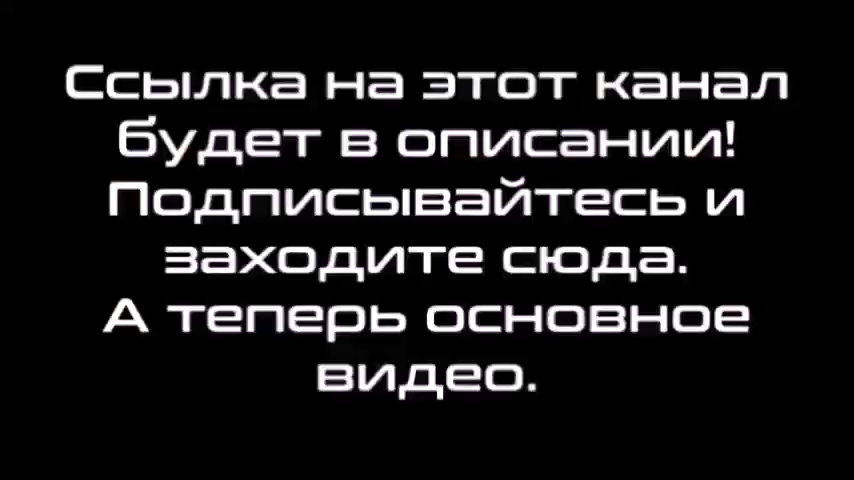 Ссылка на этот канал
будет в описании!
Подписывайтесь и
заходите сюда.
А теперь основное
видео.